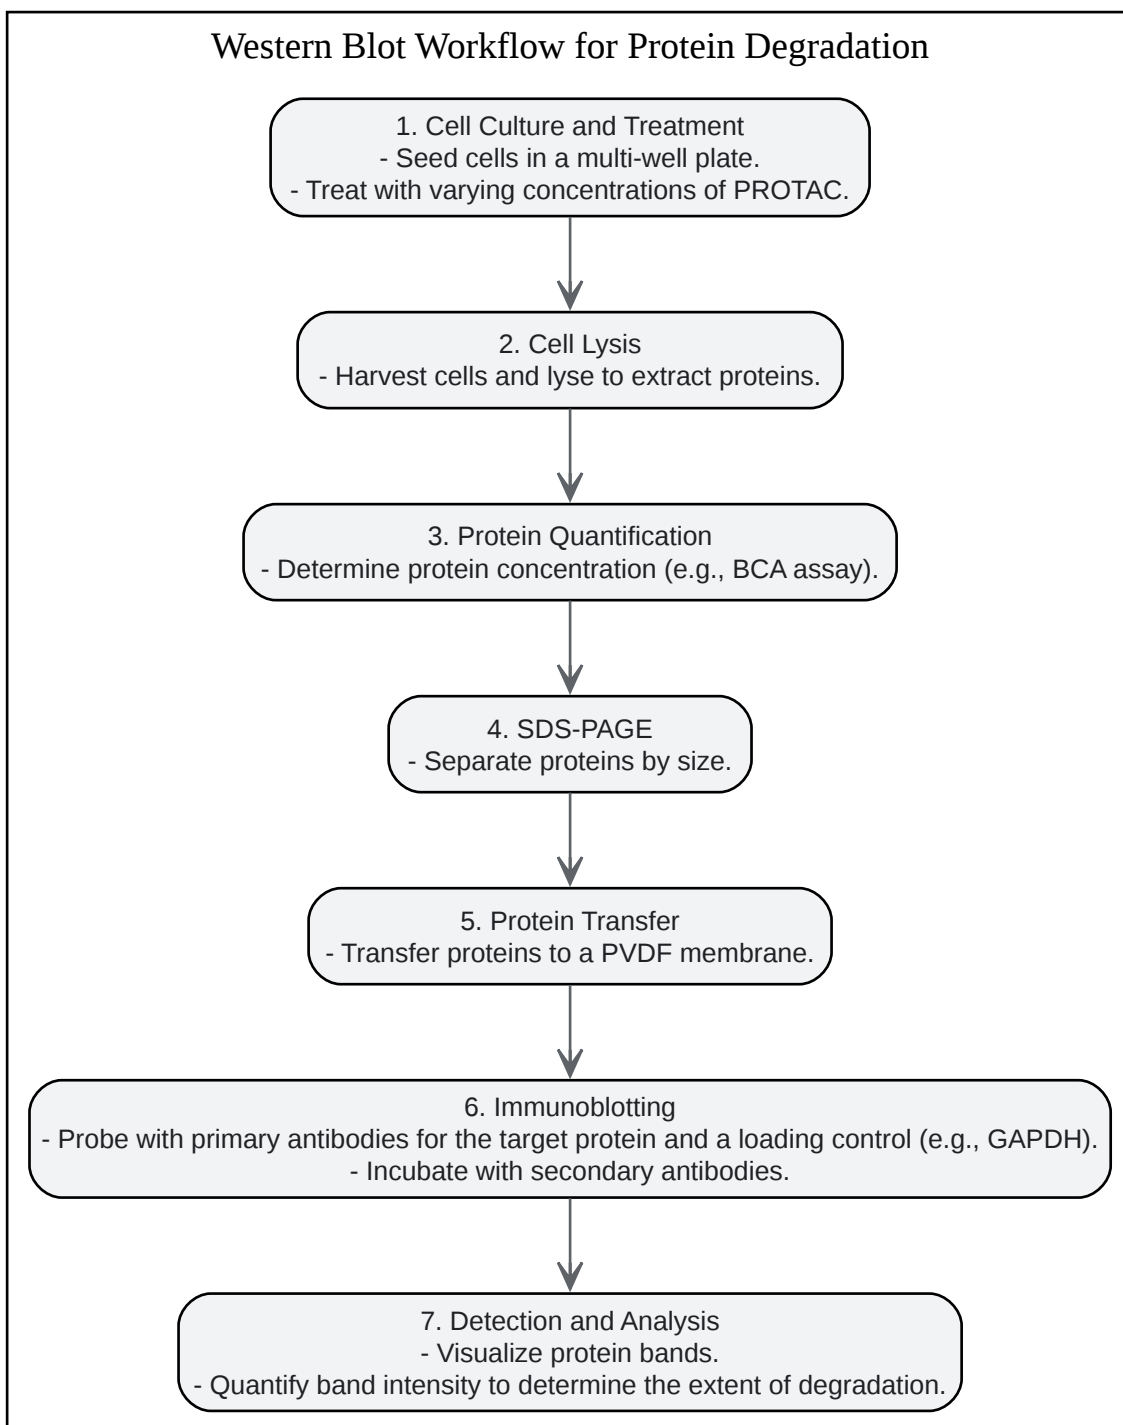 Western Blot Workflow for Protein Degradation
1. Cell Culture and Treatment
- Seed cells in a multi-well plate.
- Treat with varying concentrations of PROTAC.
2. Cell Lysis
- Harvest cells and lyse to extract proteins.
3. Protein Quantification
- Determine protein concentration (e.g., BCA assay).
4. SDS-PAGE
- Separate proteins by size.
5. Protein Transfer
- Transfer proteins to a PVDF membrane.
6. Immunoblotting
- Probe with primary antibodies for the target protein and a loading control (e.g., GAPDH).
- Incubate with secondary antibodies.
7. Detection and Analysis
- Visualize protein bands.
- Quantify band intensity to determine the extent of degradation.